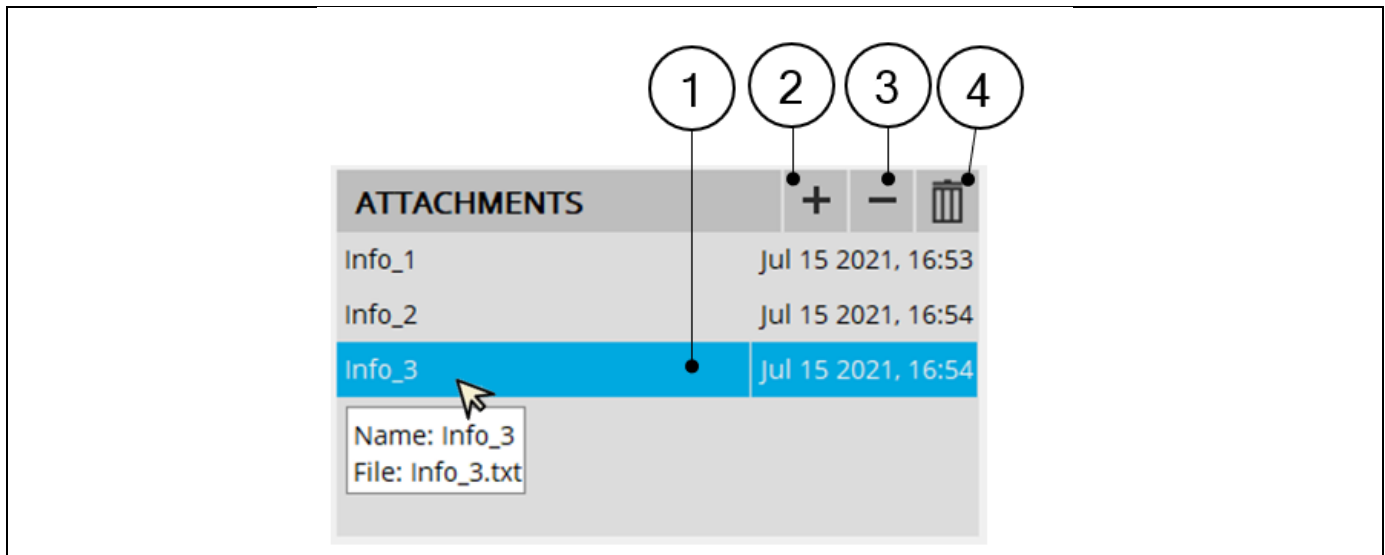 1 2 3 4
ATTACHMENTS + −
Info_1 Jul 15 2021, 16:53
Info_2 Jul 15 2021, 16:54
Info_3 Jul 15 2021, 16:54
Name: Info_3
File: Info_3.txt